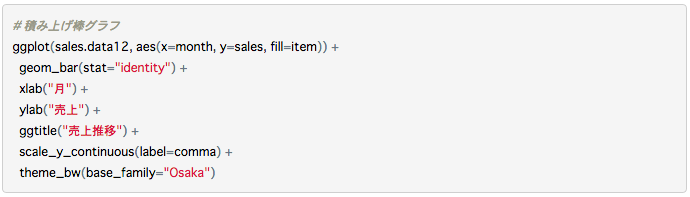 #積み上げ棒グラフ
ggplot(sales.data12, aes(x=month, y=sales, fill=item)) +
geom_bar(stat="identity") +
xlab("月") +
ylab("売上") +
ggtitle("売上推移") +
scale_y_continuous(label=comma) +
theme_bw(base_family="Osaka")